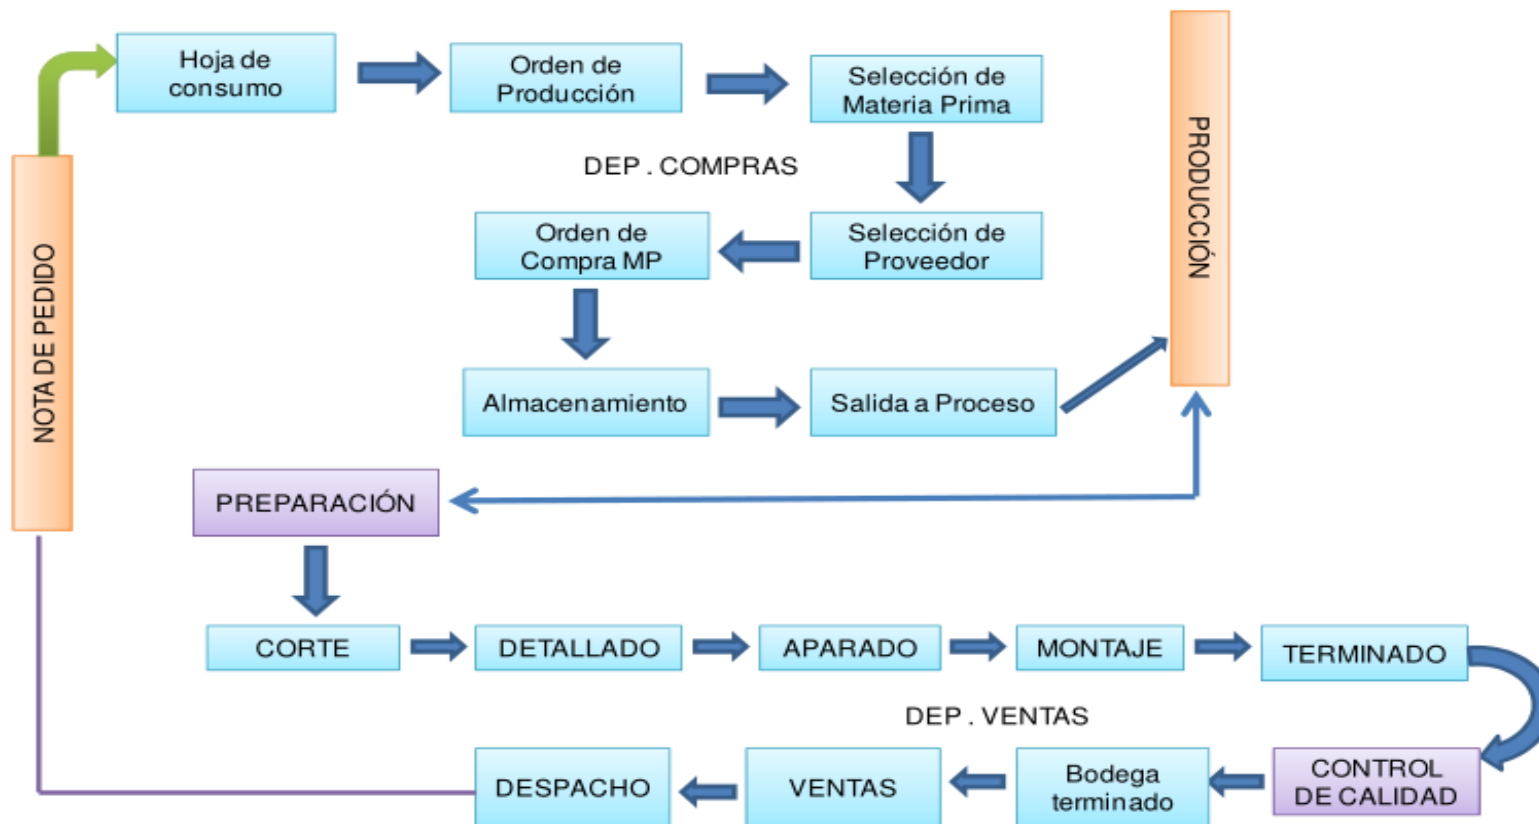 Hoja de
consumo
Orden de
Producción
Selección de
Materia Prima
PRODUCCIÓN
DEP . COMPRAS
NOTA DE PEDIDO
Orden de
Compra MP
Selección de
Proveedor
Almacenamiento
Salida a Proceso
PREPARACIÓN
CORTE
DETALLADO
APARADO
MONTAJE
TERMINADO
DEP . VENTAS
DESPACHO
VENTAS
Bodega
terminado
CONTROL
DE CALIDAD